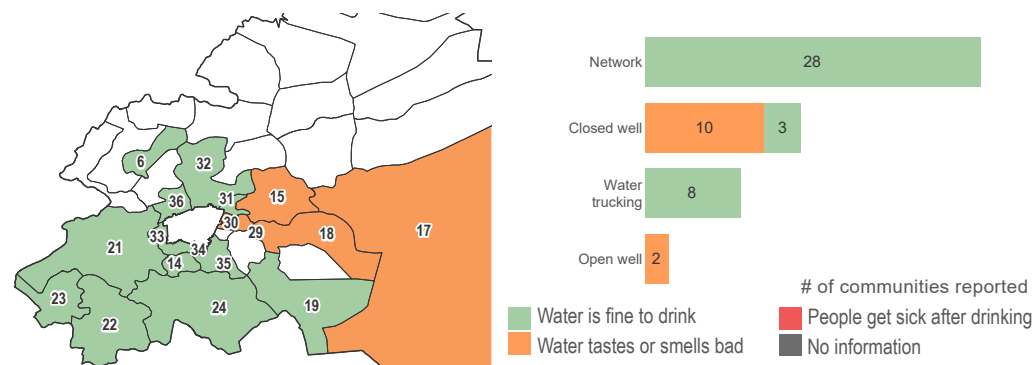 6
32
36
31
15
30
29
18
17
21
33
34
14
35
23
22
24
19
Network
28
Closed well
10
3
Water
trucking
8
Open well
2
# of communities reported
Water is fine to drink
People get sick after drinking
Water tastes or smells bad
No information